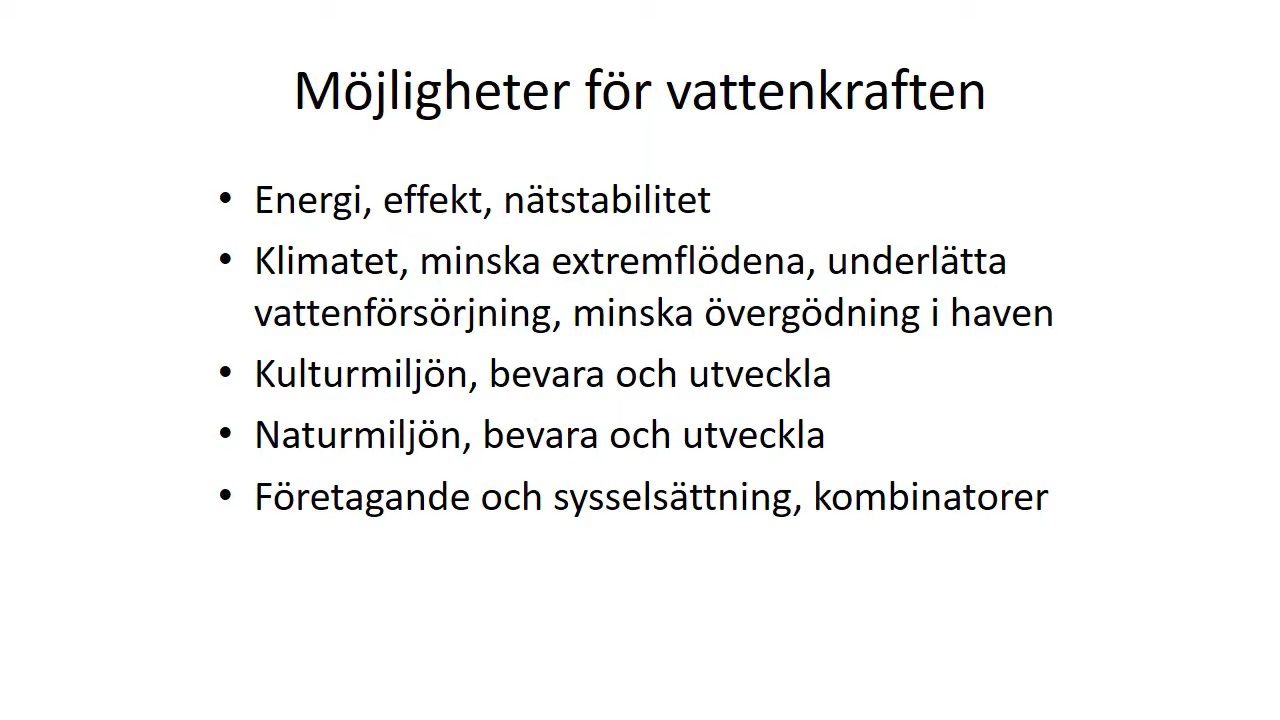 Möjligheter för vattenkraften
• Energi, effekt, nätstabilitet
• Klimatet, minska extremflödena, underlätta
vattenförsörjning, minska övergödning i haven
• Kulturmiljön, bevara och utveckla
• Naturmiljön, bevara och utveckla
• Företagande och sysselsättning, kombinatorer